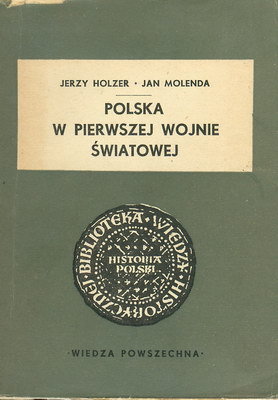 JERZY HOLZER · JAN MOLENDA
POLSKA
W PIERWSZEJ WOJNIE
ŚWIATOWEJ
BIBLIOTEKA · WIEDZY · HISTORYCZNEJ
HISTORIA
POLSKI
· WIEDZA POWSZECHNA ·